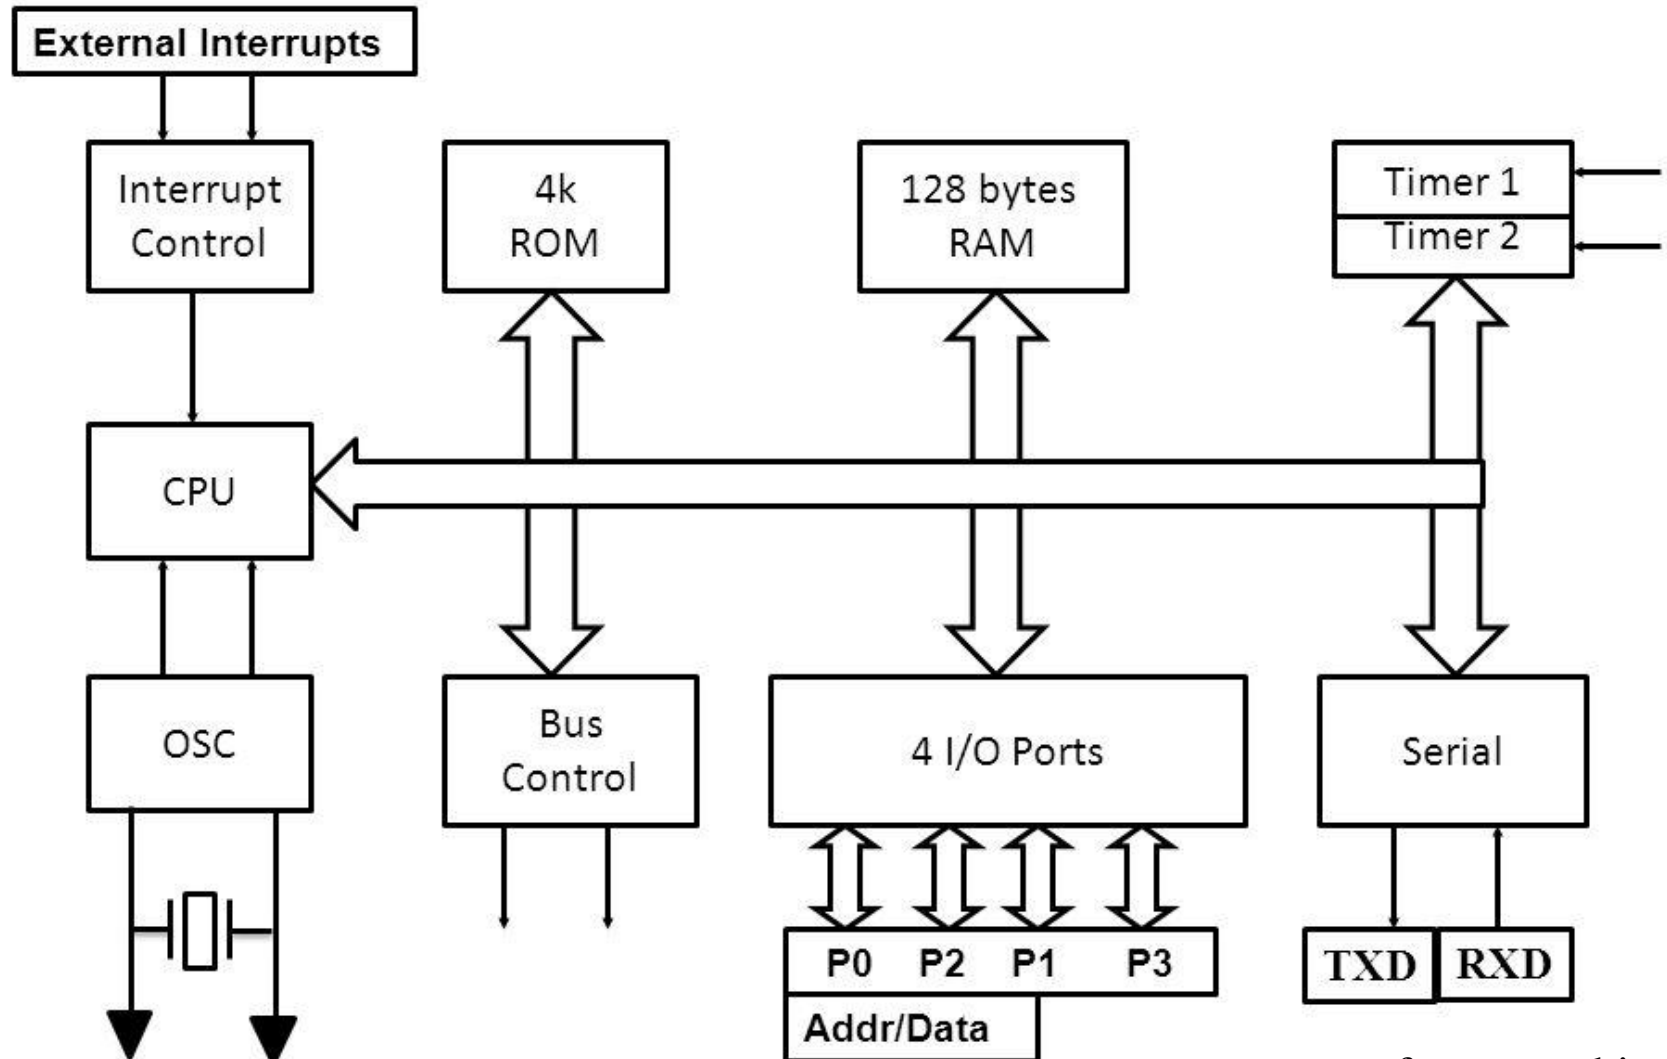 External Interrupts
Interrupt
Control
4k
ROM
128 bytes
RAM
Timer 1
Timer 2
CPU
OSC
Bus
Control
4 I/O Ports
Serial
P0 P2 P1 P3
TXD RXD
Addr/Data